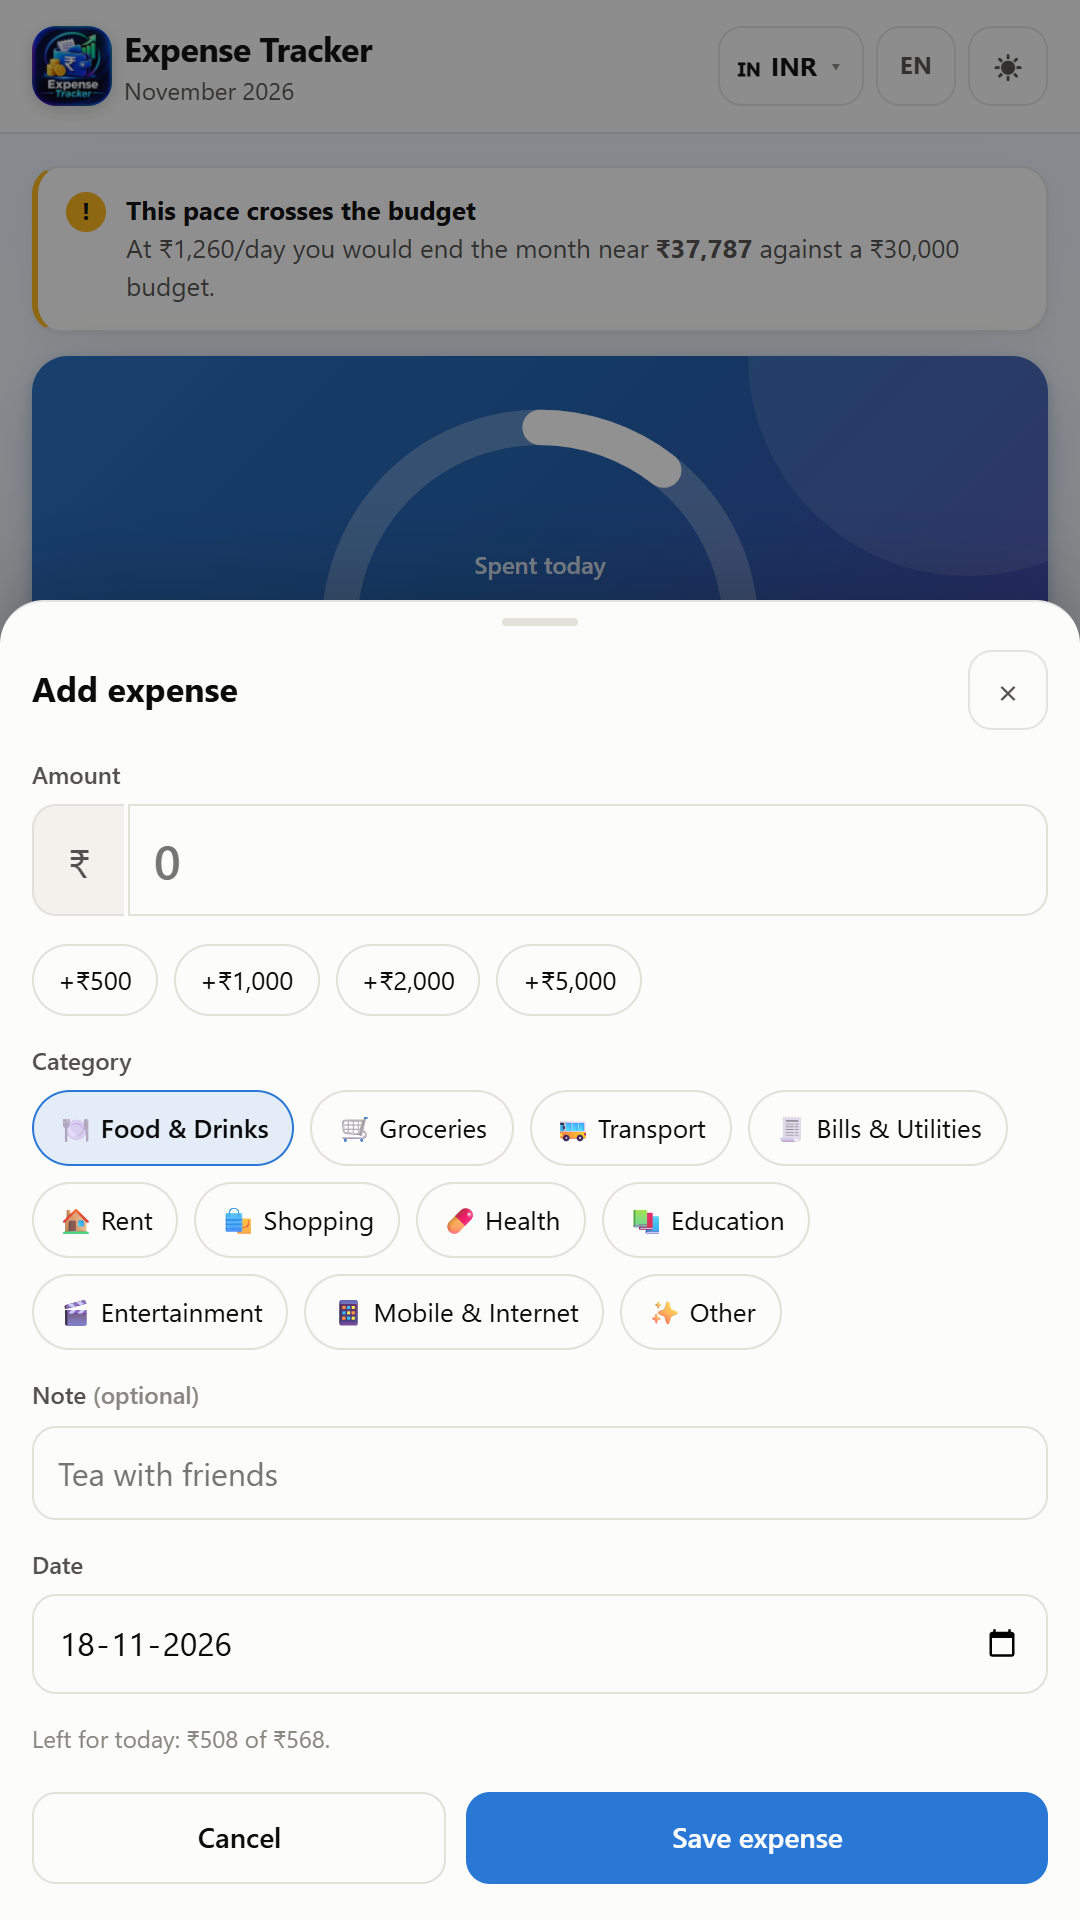 Expense Tracker
Expense Tracker
November 2026
IN INR
EN
!
This pace crosses the budget
At ₹1,260/day you would end the month near ₹37,787 against a ₹30,000
budget.
Spent today
Add expense
×
Amount
₹ 0
+₹500 +₹1,000 +₹2,000 +₹5,000
Category
Food & Drinks Groceries Transport Bills & Utilities
Rent Shopping Health Education
Entertainment Mobile & Internet Other
Note (optional)
Tea with friends
Date
18-11-2026
Left for today: ₹508 of ₹568.
Cancel Save expense